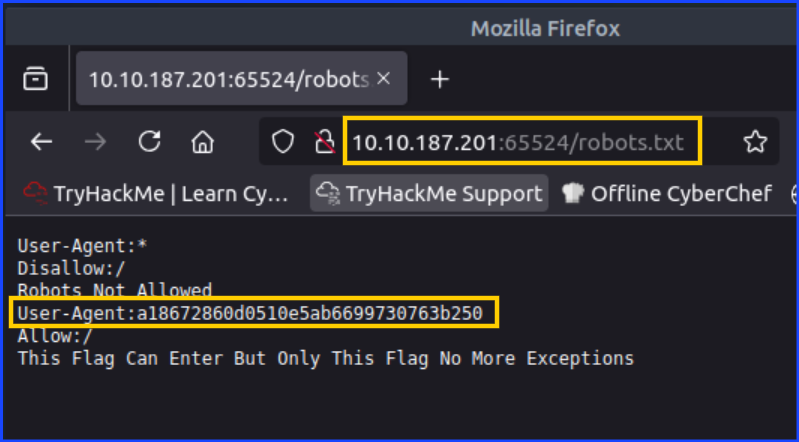 Mozilla Firefox
10.10.187.201:65524/robots
10.10.187.201:65524/robots.txt
TryHackMe | Learn Cy... TryHackMe Support Offline CyberChef
User-Agent:*
Disallow:/
Robots Not Allowed
User-Agent:a18672860d0510e5ab6699730763b250
Allow:/
This Flag Can Enter But Only This Flag No More Exceptions